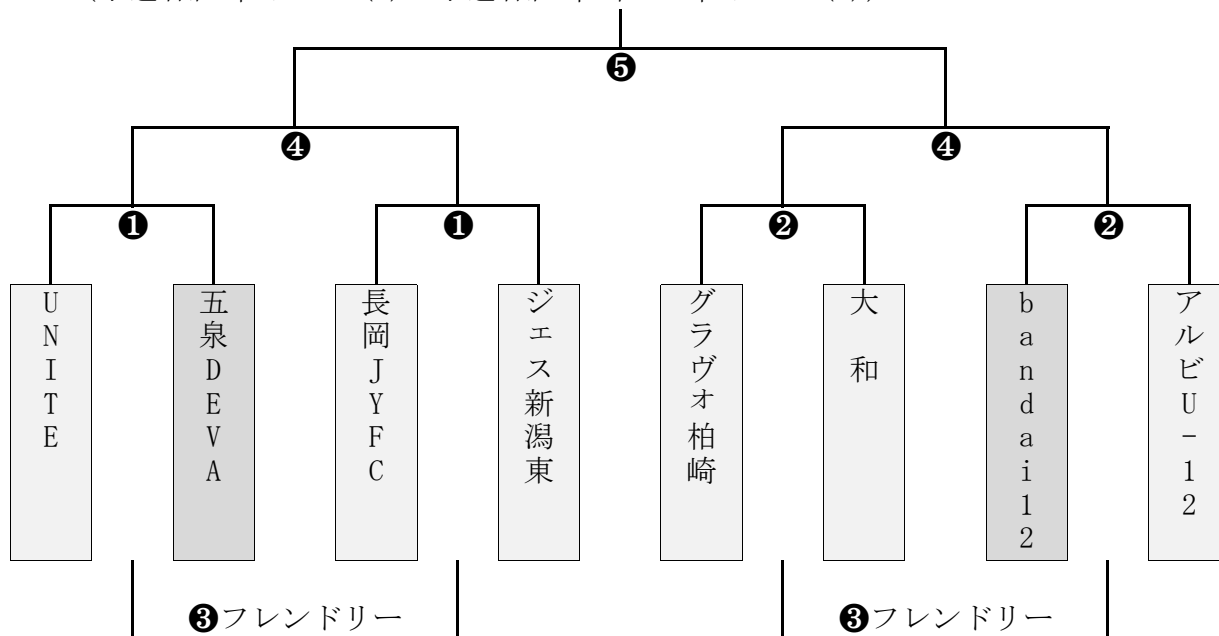 ❺
❹ ❹
❶ ❶ ❷ ❷
UNITE
五泉DEVA
長岡JYFC
ジェス新潟東
グラヴォ柏崎
大和
bandai12
アルビU-12
❸フレンドリー ❸フレンドリー